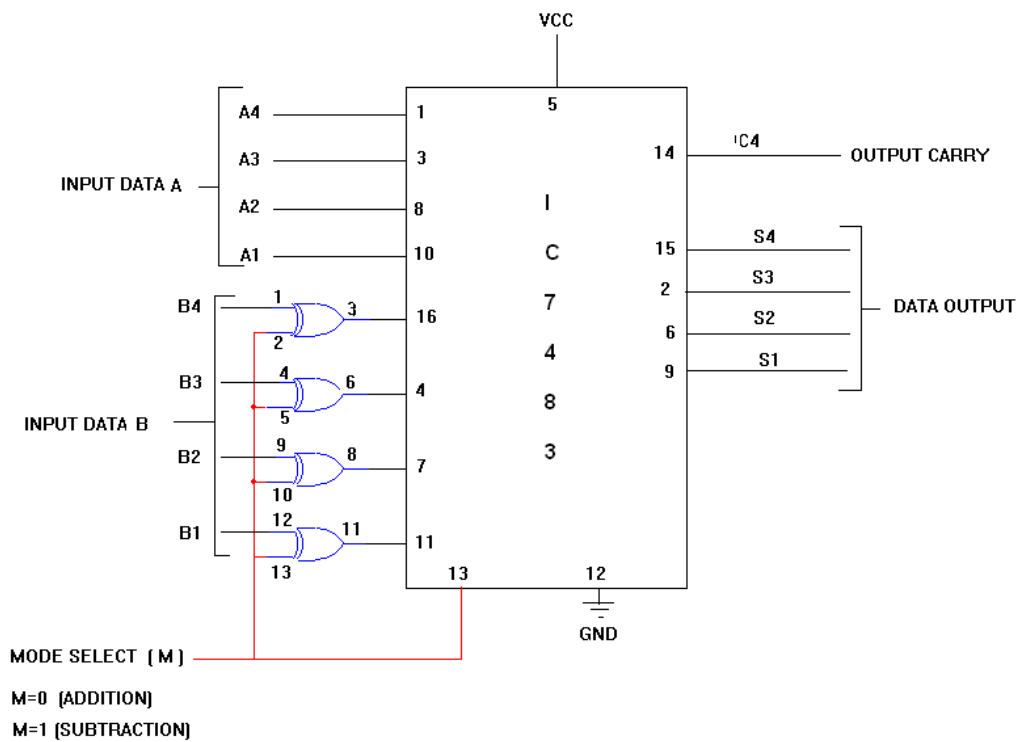 VCC
5
A4
1
'C4
14
OUTPUT CARRY
A3
3
INPUT DATA A
A2
8
I
A1
10
C
15
S4
B4
1
3
16
7
2
S3
DATA OUTPUT
2
6
S2
4
B3
4
6
4
9
S1
5
8
INPUT DATA B
B2
9
8
7
3
10
B1
12
11
11
13
13
12
GND
MODE SELECT ( M )
M=0 (ADDITION)
M=1 (SUBTRACTION)